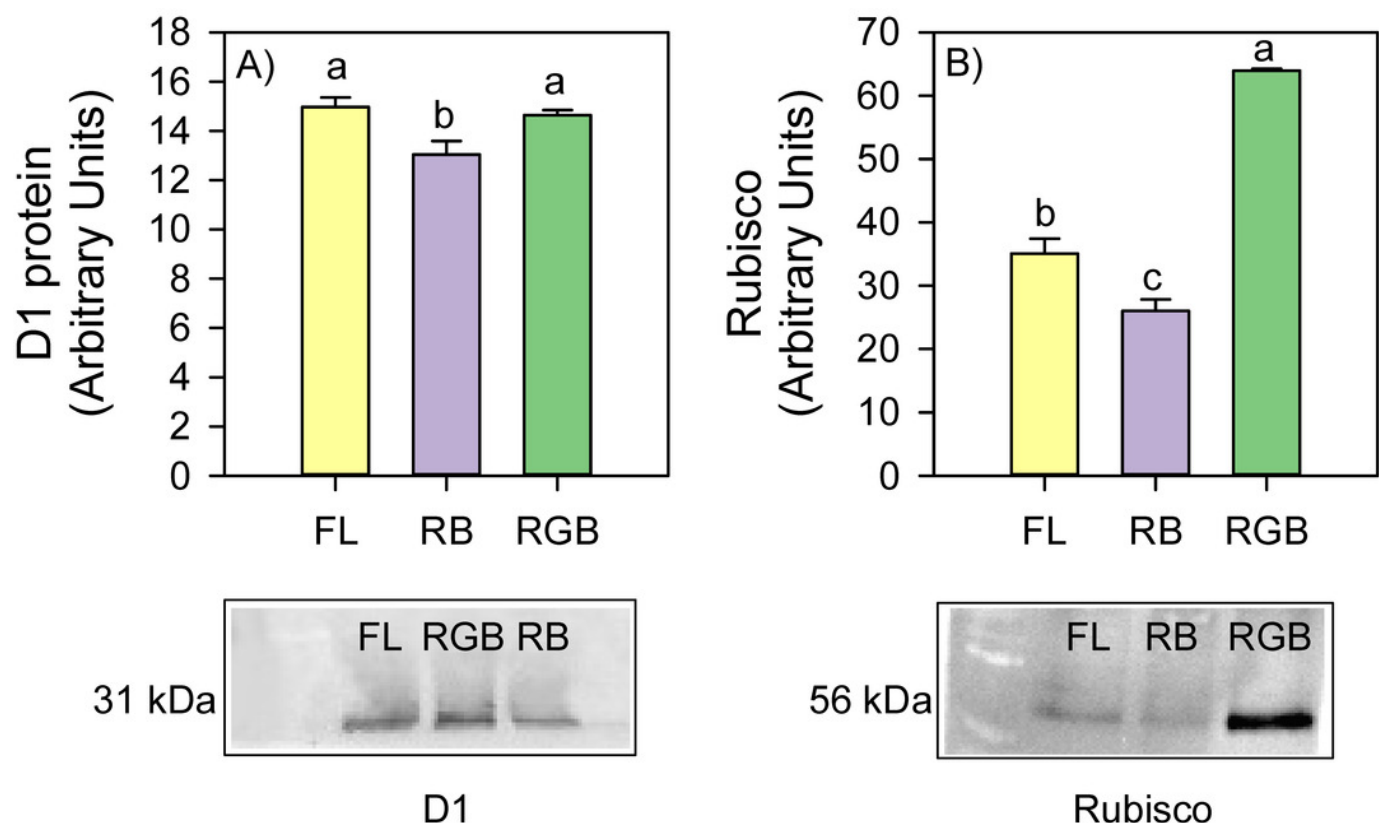 D1 protein
(Arbitrary Units)
18
16
14
12
10
8
6
4
2
0
A)
a
b
a
FL RB RGB
FL RGB RB
31 kDa
D1
Rubisco
(Arbitrary Units)
70
60
50
40
30
20
10
0
B)
b
c
a
FL RB RGB
FL RB RGB
56 kDa
Rubisco